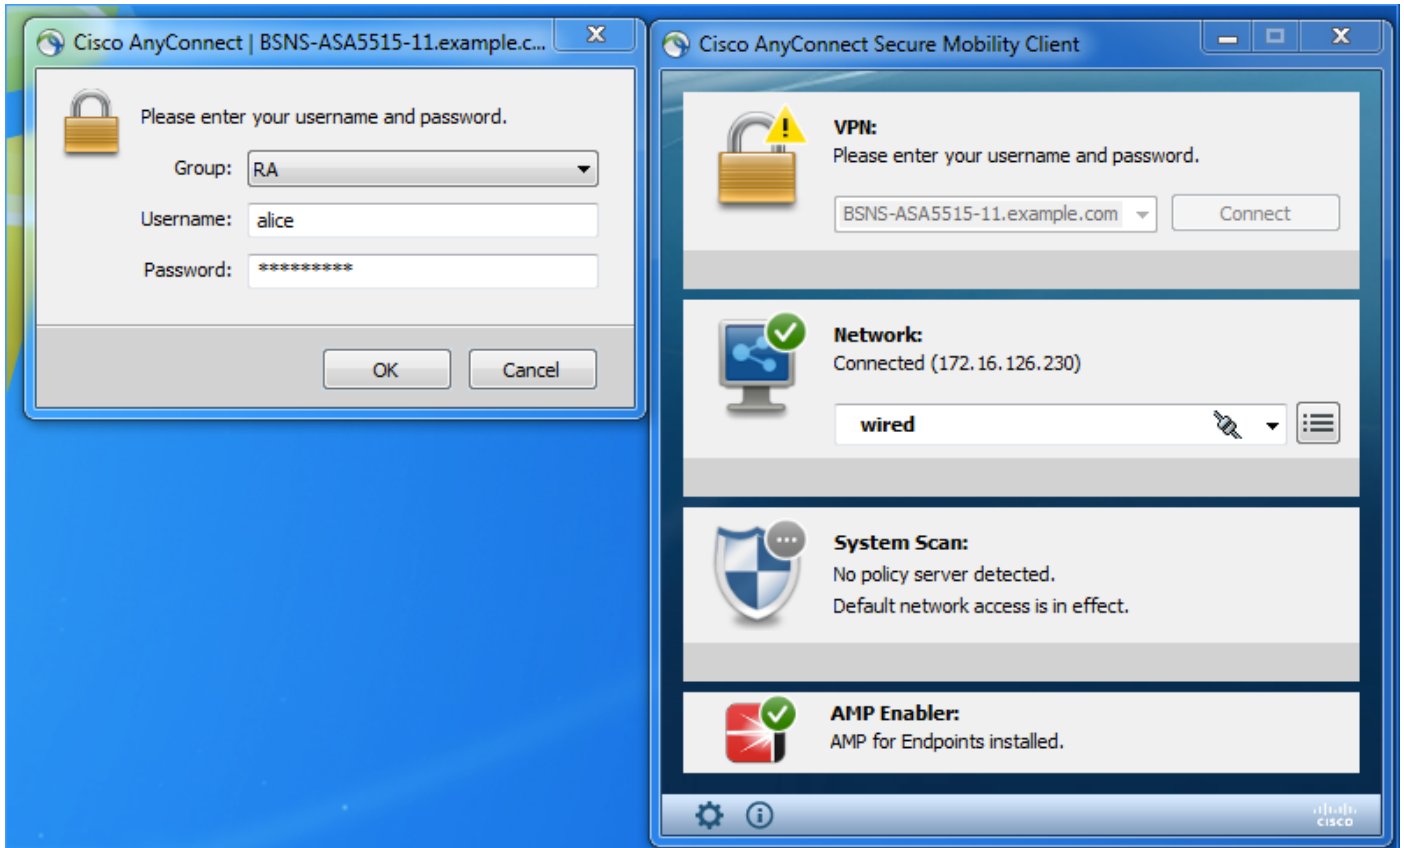 Cisco AnyConnect | BSNS-ASA5515-11.example.c...
Please enter your username and password.
Group: RA
Username: alice
Password: *********
OK Cancel
Cisco AnyConnect Secure Mobility Client
VPN:
Please enter your username and password.
BSNS-ASA5515-11.example.com Connect
Network:
Connected (172.16.126.230)
wired
System Scan:
No policy server detected.
Default network access is in effect.
AMP Enabler:
AMP for Endpoints installed.
CISCO